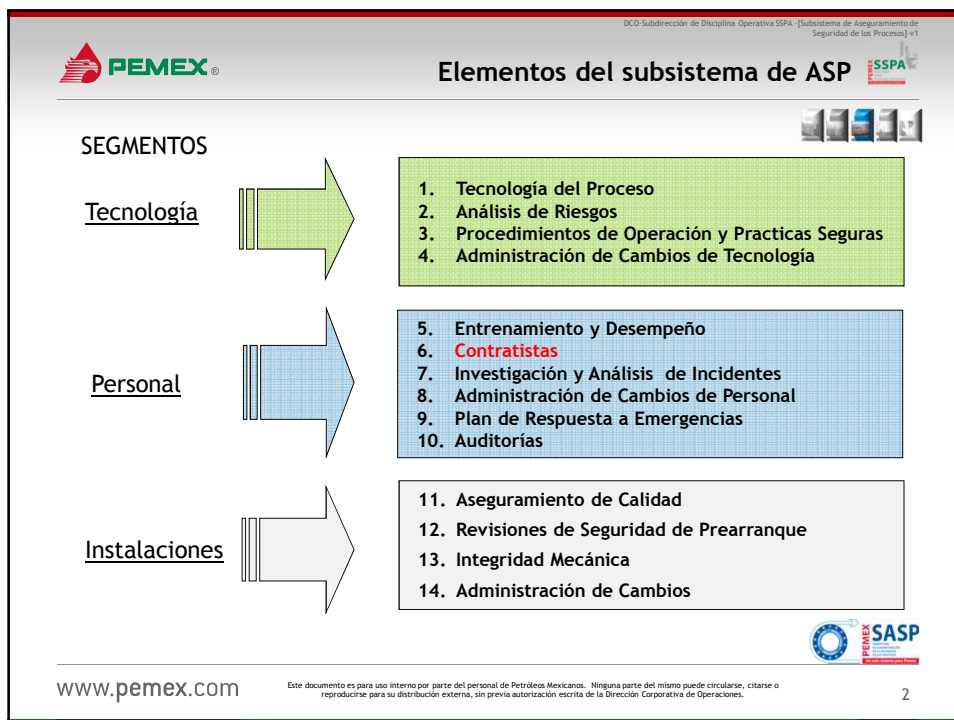 DCO-Subdirección de Disciplina Operativa SSPA -[Subsistema de Aseguramiento de
Seguridad de los Procesos]-v1
PEMEX ®
Elementos del subsistema de ASP
PEMEX SSPA
SEGMENTOS
Tecnología
1. Tecnología del Proceso
2. Análisis de Riesgos
3. Procedimientos de Operación y Practicas Seguras
4. Administración de Cambios de Tecnología
Personal
5. Entrenamiento y Desempeño
6. Contratistas
7. Investigación y Análisis de Incidentes
8. Administración de Cambios de Personal
9. Plan de Respuesta a Emergencias
10. Auditorías
Instalaciones
11. Aseguramiento de Calidad
12. Revisiones de Seguridad de Prearranque
13. Integridad Mecánica
14. Administración de Cambios
PEMEX SASP
www.pemex.com
Este documento es para uso interno por parte del personal de Petróleos Mexicanos. Ninguna parte del mismo puede circularse, citarse o
reproducirse para su distribución externa, sin previa autorización escrita de la Dirección Corporativa de Operaciones.
2